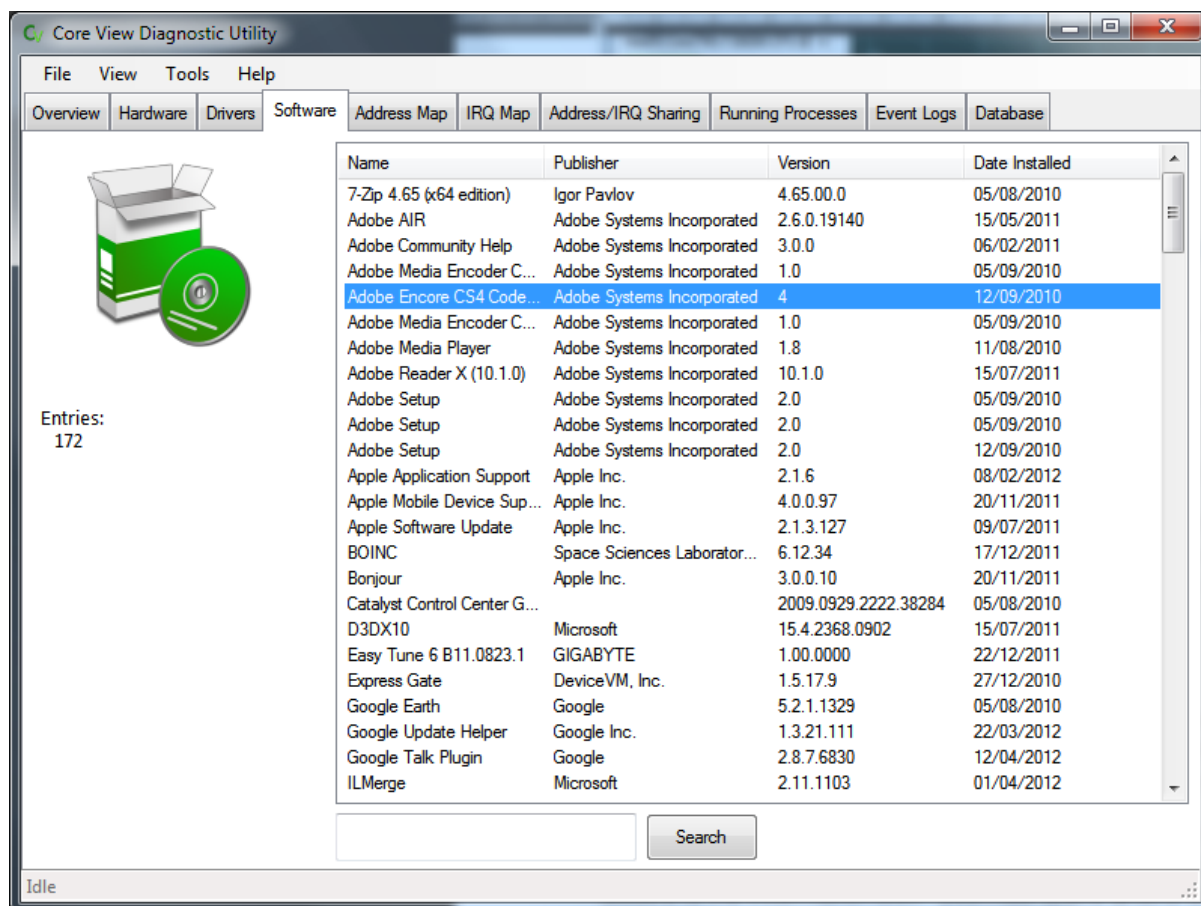 Core View Diagnostic Utility
File View Tools Help
Overview Hardware Drivers Software Address Map IRQ Map Address/IRQ Sharing Running Processes Event Logs Database
Name Publisher Version Date Installed
7-Zip 4.65 (x64 edition) Igor Pavlov 4.65.00.0 05/08/2010
Adobe AIR Adobe Systems Incorporated 2.6.0.19140 15/05/2011
Adobe Community Help Adobe Systems Incorporated 3.0.0 06/02/2011
Adobe Media Encoder C... Adobe Systems Incorporated 1.0 05/09/2010
Adobe Encore CS4 Code... Adobe Systems Incorporated 4 12/09/2010
Adobe Media Encoder C... Adobe Systems Incorporated 1.0 05/09/2010
Adobe Media Player Adobe Systems Incorporated 1.8 11/08/2010
Adobe Reader X (10.1.0) Adobe Systems Incorporated 10.1.0 15/07/2011
Adobe Setup Adobe Systems Incorporated 2.0 05/09/2010
Adobe Setup Adobe Systems Incorporated 2.0 05/09/2010
Adobe Setup Adobe Systems Incorporated 2.0 12/09/2010
Apple Application Support Apple Inc. 2.1.6 08/02/2012
Apple Mobile Device Sup... Apple Inc. 4.0.0.97 20/11/2011
Apple Software Update Apple Inc. 2.1.3.127 09/07/2011
BOINC Space Sciences Laborator... 6.12.34 17/12/2011
Bonjour Apple Inc. 3.0.0.10 20/11/2011
Catalyst Control Center G... 2009.0929.2222.38284 05/08/2010
D3DX10 Microsoft 15.4.2368.0902 15/07/2011
Easy Tune 6 B11.0823.1 GIGABYTE 1.00.0000 22/12/2011
Express Gate DeviceVM, Inc. 1.5.17.9 27/12/2010
Google Earth Google 5.2.1.1329 05/08/2010
Google Update Helper Google Inc. 1.3.21.111 22/03/2012
Google Talk Plugin Google 2.8.7.6830 12/04/2012
ILMerge Microsoft 2.11.1103 01/04/2012
Entries:
172
Search
Idle